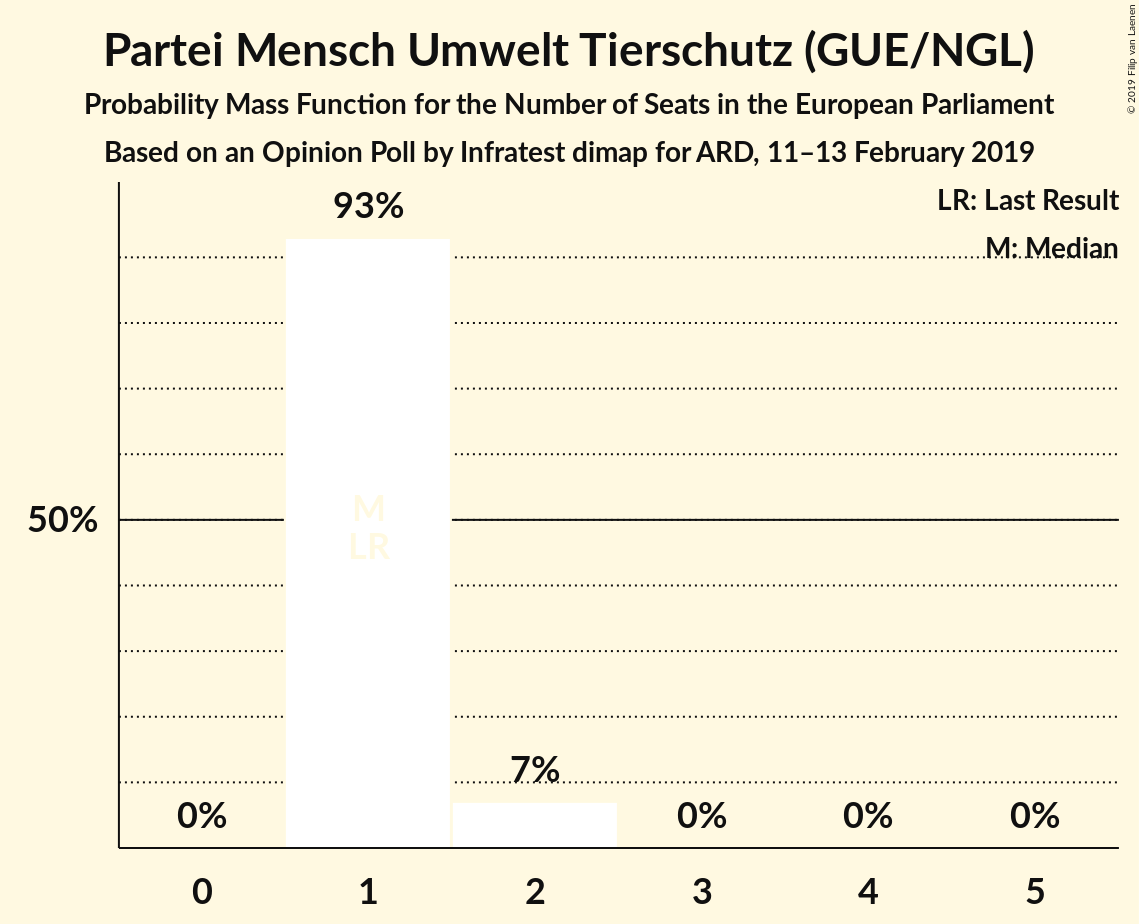 Partei Mensch Umwelt Tierschutz (GUE/NGL)
Probability Mass Function for the Number of Seats in the European Parliament
Based on an Opinion Poll by Infratest dimap for ARD, 11–13 February 2019
© 2019 Filip van Laenen
LR: Last Result
M: Median
93%
50%
M
LR
7%
0%
0%
0%
0%
0 1 2 3 4 5